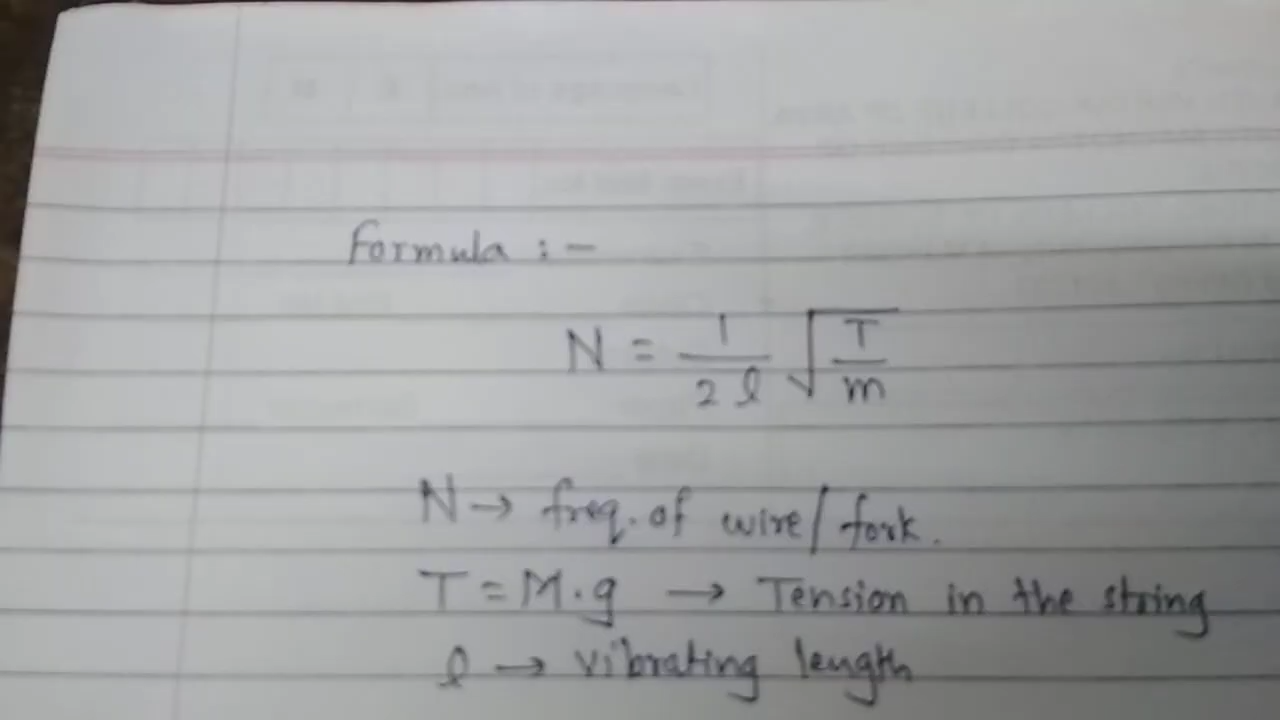 Formula :-
N = 1/2l √T/m
N → freq. of wire/fork.
T = M.g → Tension in the string
l → vibrating length